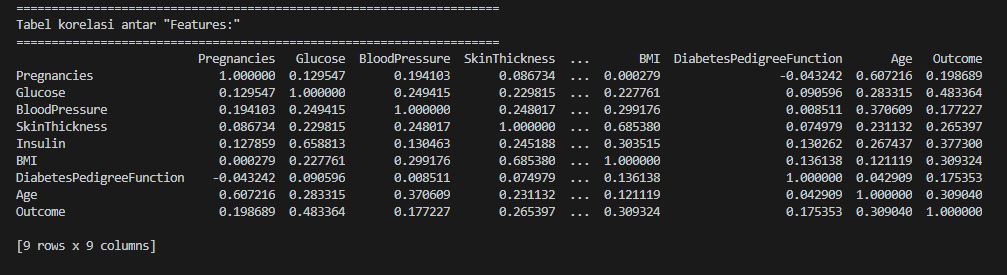 =====================================================================
Tabel korelasi antar "Features:"
=====================================================================
Pregnancies Glucose BloodPressure SkinThickness ... BMI DiabetesPedigreeFunction Age Outcome
Pregnancies 1.000000 0.129547 0.194103 0.086734 ... 0.000279 -0.043242 0.607216 0.198689
Glucose 0.129547 1.000000 0.249415 0.229815 ... 0.227761 0.090596 0.283315 0.483364
BloodPressure 0.194103 0.249415 1.000000 0.248017 ... 0.299176 0.008511 0.370609 0.177227
SkinThickness 0.086734 0.229815 0.248017 1.000000 ... 0.685380 0.074979 0.231132 0.265397
Insulin 0.127859 0.658813 0.130463 0.245188 ... 0.303515 0.130262 0.267437 0.377300
BMI 0.000279 0.227761 0.299176 0.685380 ... 1.000000 0.136138 0.121119 0.309324
DiabetesPedigreeFunction -0.043242 0.090596 0.008511 0.074979 ... 0.136138 1.000000 0.042909 0.175353
Age 0.607216 0.283315 0.370609 0.231132 ... 0.121119 0.042909 1.000000 0.309040
Outcome 0.198689 0.483364 0.177227 0.265397 ... 0.309324 0.175353 0.309040 1.000000
[9 rows x 9 columns]